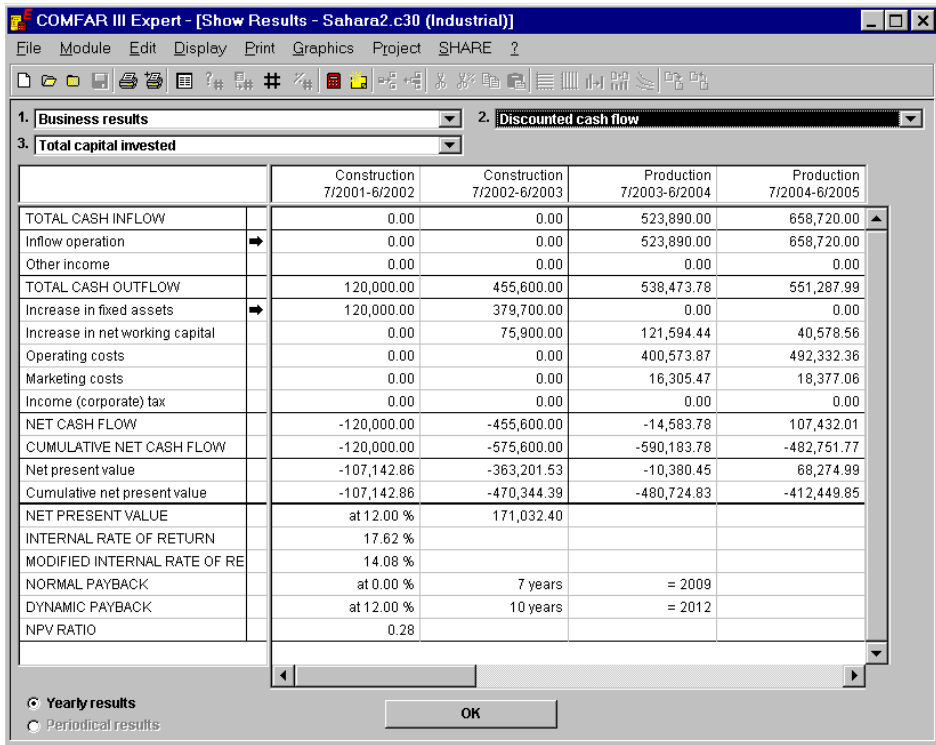 COMFAR III Expert - [Show Results - Sahara2.c30 (Industrial)]
File Module Edit Display Print Graphics Project SHARE ?
1. Business results 2. Discounted cash flow
3. Total capital invested
Construction Construction Production Production
7/2001-6/2002 7/2002-6/2003 7/2003-6/2004 7/2004-6/2005
TOTAL CASH INFLOW 0.00 0.00 523,890.00 658,720.00
Inflow operation 0.00 0.00 523,890.00 658,720.00
Other income 0.00 0.00 0.00 0.00
TOTAL CASH OUTFLOW 120,000.00 455,600.00 538,473.78 551,287.99
Increase in fixed assets 120,000.00 379,700.00 0.00 0.00
Increase in net working capital 0.00 75,900.00 121,594.44 40,578.56
Operating costs 0.00 0.00 400,573.87 492,332.36
Marketing costs 0.00 0.00 16,305.47 18,377.06
Income (corporate) tax 0.00 0.00 0.00 0.00
NET CASH FLOW -120,000.00 -455,600.00 -14,583.78 107,432.01
CUMULATIVE NET CASH FLOW -120,000.00 -575,600.00 -590,183.78 -482,751.77
Net present value -107,142.86 -363,201.53 -10,380.45 68,274.99
Cumulative net present value -107,142.86 -470,344.39 -480,724.83 -412,449.85
NET PRESENT VALUE at 12.00 % 171,032.40
INTERNAL RATE OF RETURN 17.62 %
MODIFIED INTERNAL RATE OF RE 14.08 %
NORMAL PAYBACK at 0.00 % 7 years = 2009
DYNAMIC PAYBACK at 12.00 % 10 years = 2012
NPV RATIO 0.28
Yearly results
Periodical results
OK